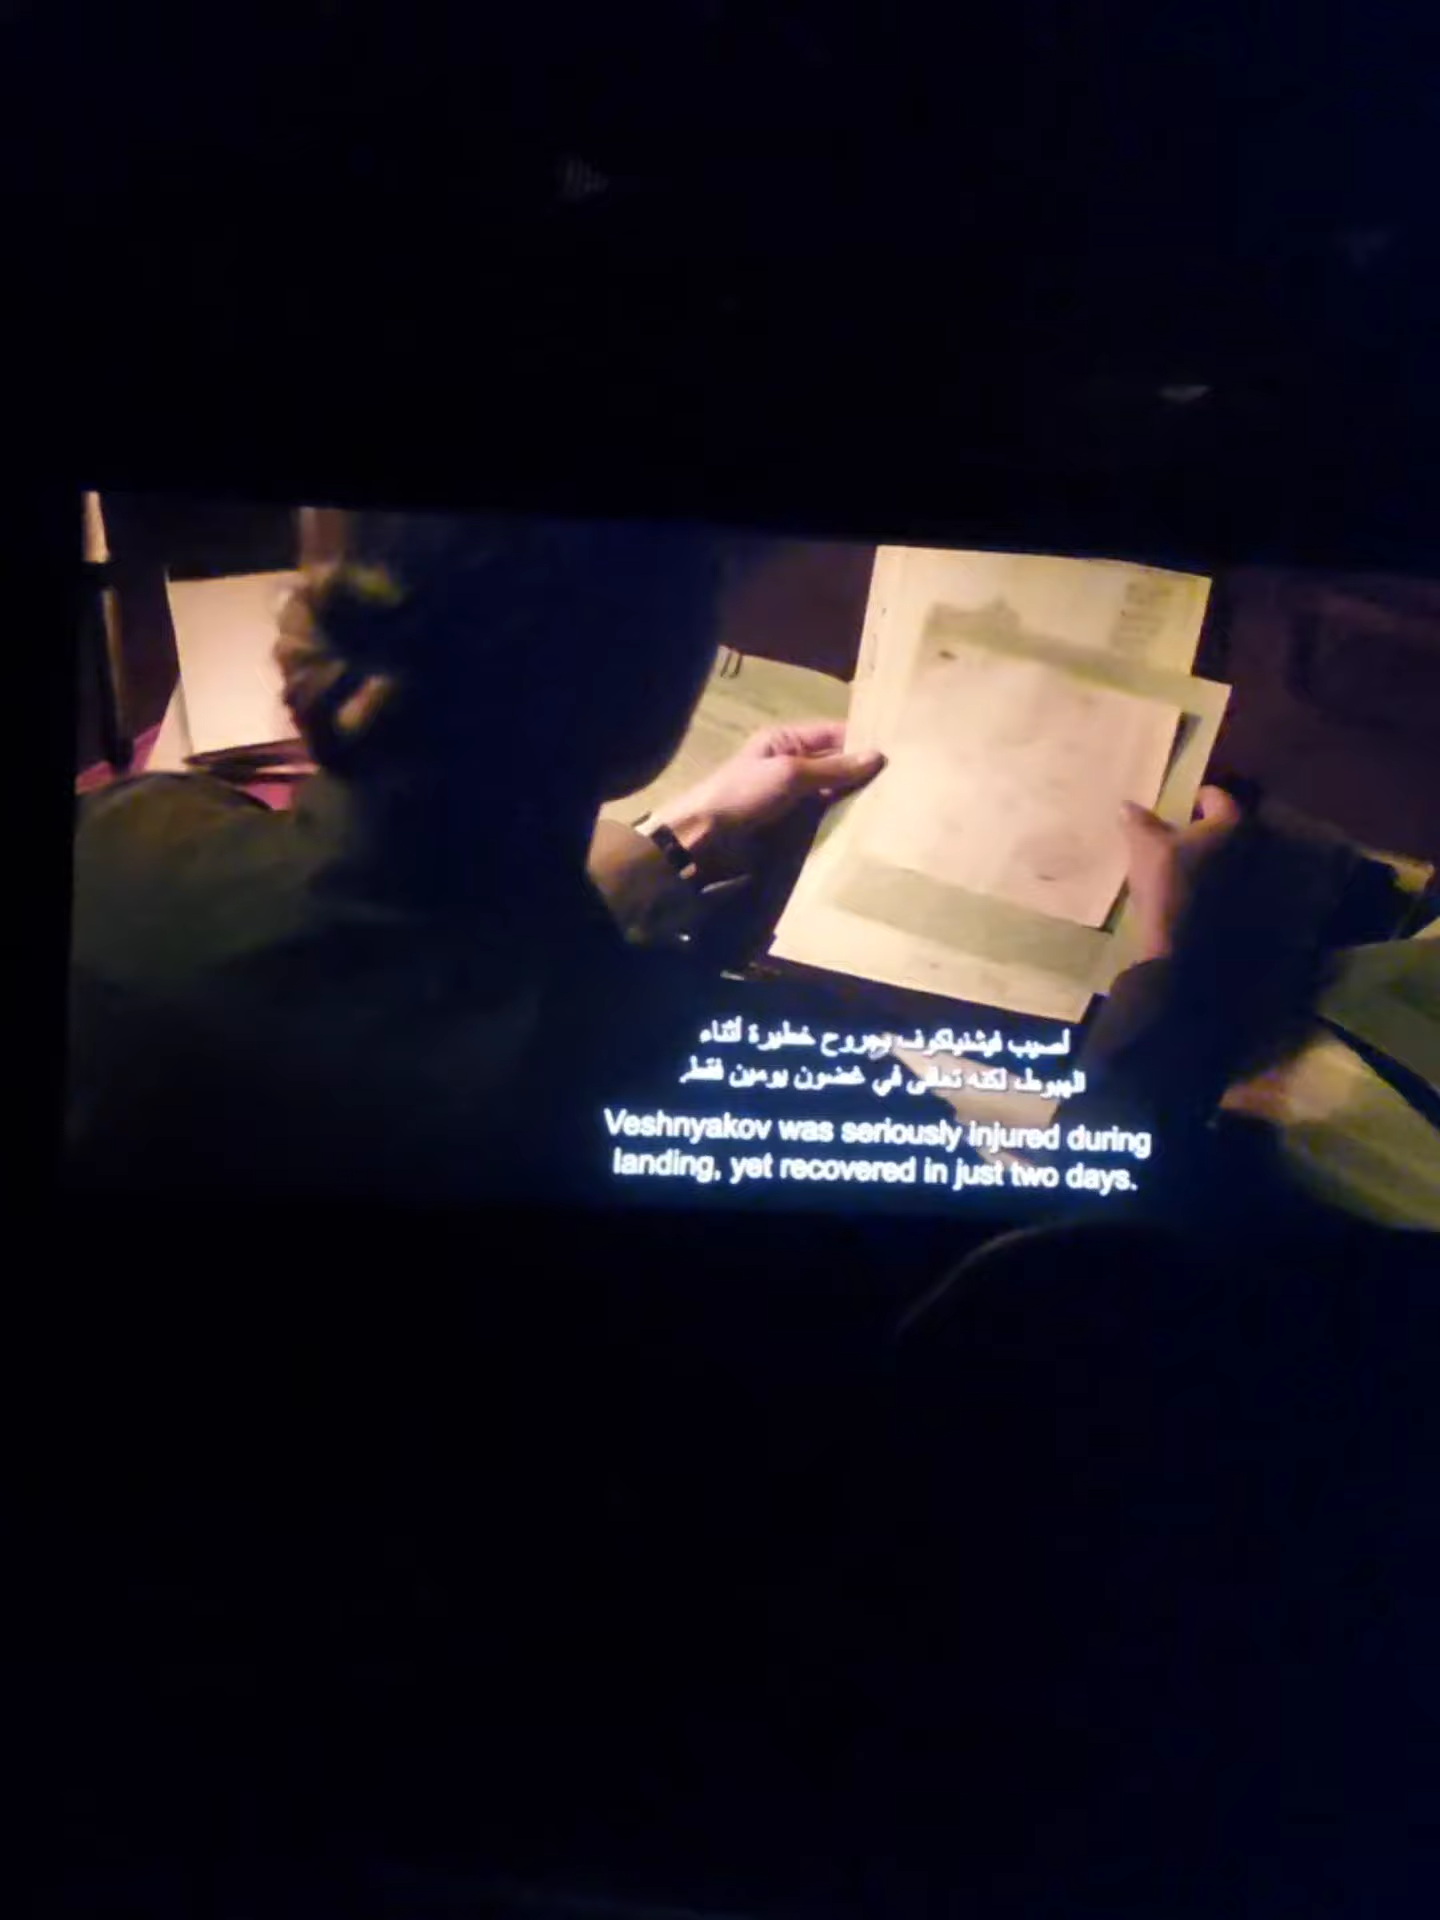 أصيب فيشنياكوف بجروح خطيرة أثناء
الهبوط، لكنه تعافى في غضون يومين فقط.
Veshnyakov was seriously injured during
landing, yet recovered in just two days.